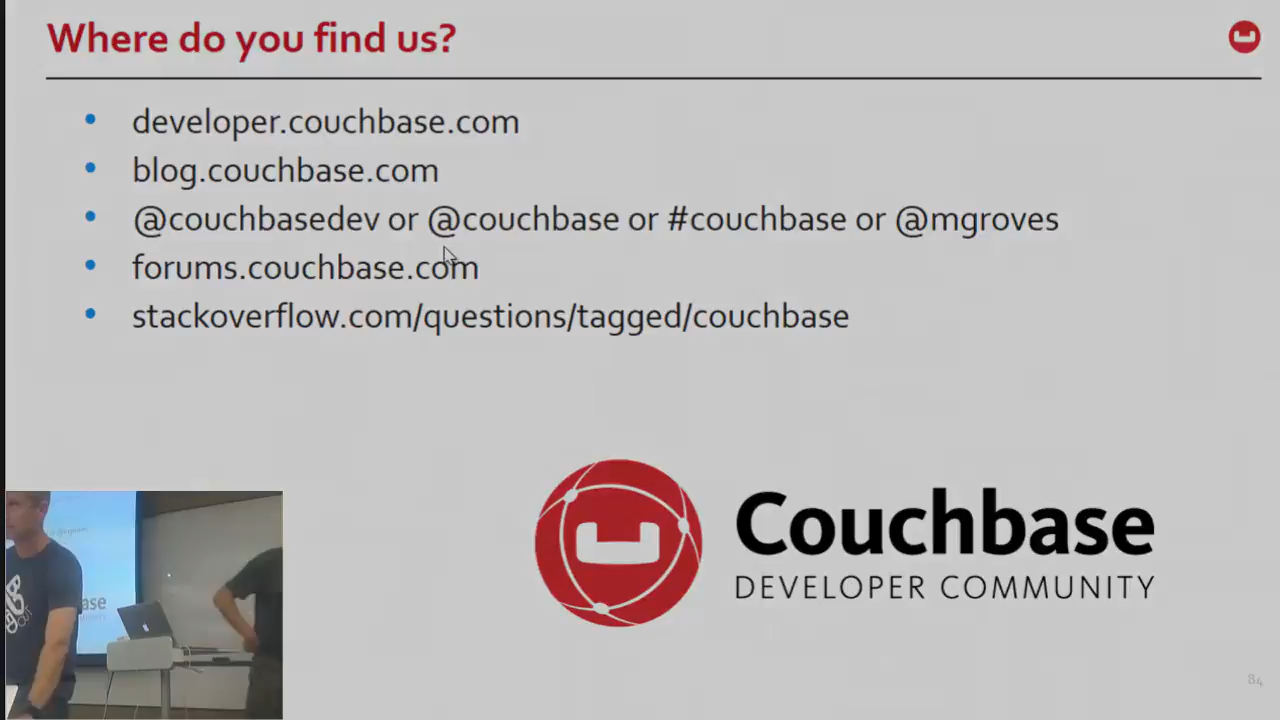 Where do you find us?
developer.couchbase.com
blog.couchbase.com
@couchbasedev or @couchbase or #couchbase or @mgroves
forums.couchbase.com
stackoverflow.com/questions/tagged/couchbase
Couchbase
DEVELOPER COMMUNITY
84